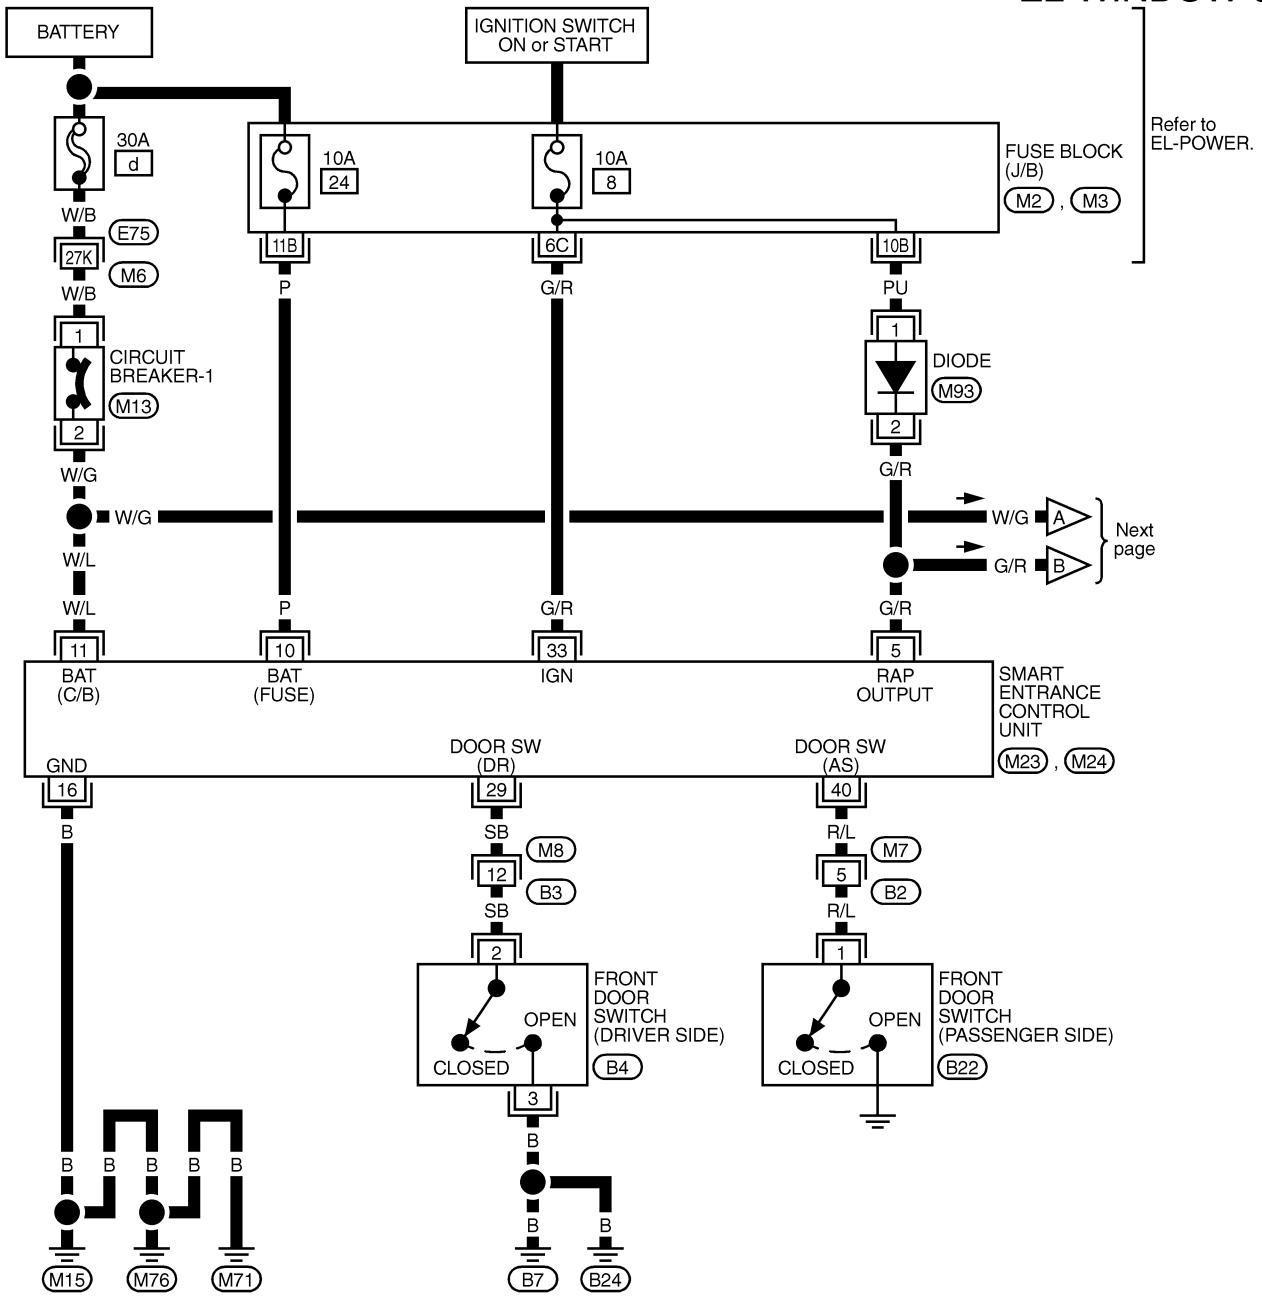 BATTERY
IGNITION SWITCH
ON or START
30A
d
10A
24
10A
8
FUSE BLOCK
(J/B)
M2 , M3
Refer to
EL-POWER.
W/B
E75
27K
M6
W/B
11B
6C
10B
P
G/R
PU
1
CIRCUIT
BREAKER-1
M13
2
1
DIODE
M93
2
W/G
G/R
W/G
W/G
A
Next
page
W/L
G/R
B
W/L
P
G/R
G/R
11
10
33
5
BAT
(C/B)
BAT
(FUSE)
IGN
RAP
OUTPUT
SMART
ENTRANCE
CONTROL
UNIT
M23 , M24
GND
DOOR SW
(DR)
DOOR SW
(AS)
16
29
40
B
SB
R/L
M8
M7
12
5
B3
B2
SB
R/L
2
1
FRONT
DOOR
SWITCH
(DRIVER SIDE)
B4
OPEN
CLOSED
FRONT
DOOR
SWITCH
(PASSENGER SIDE)
B22
OPEN
CLOSED
3
B
B B B B B
B B
M15 M76 M71
B7 B24